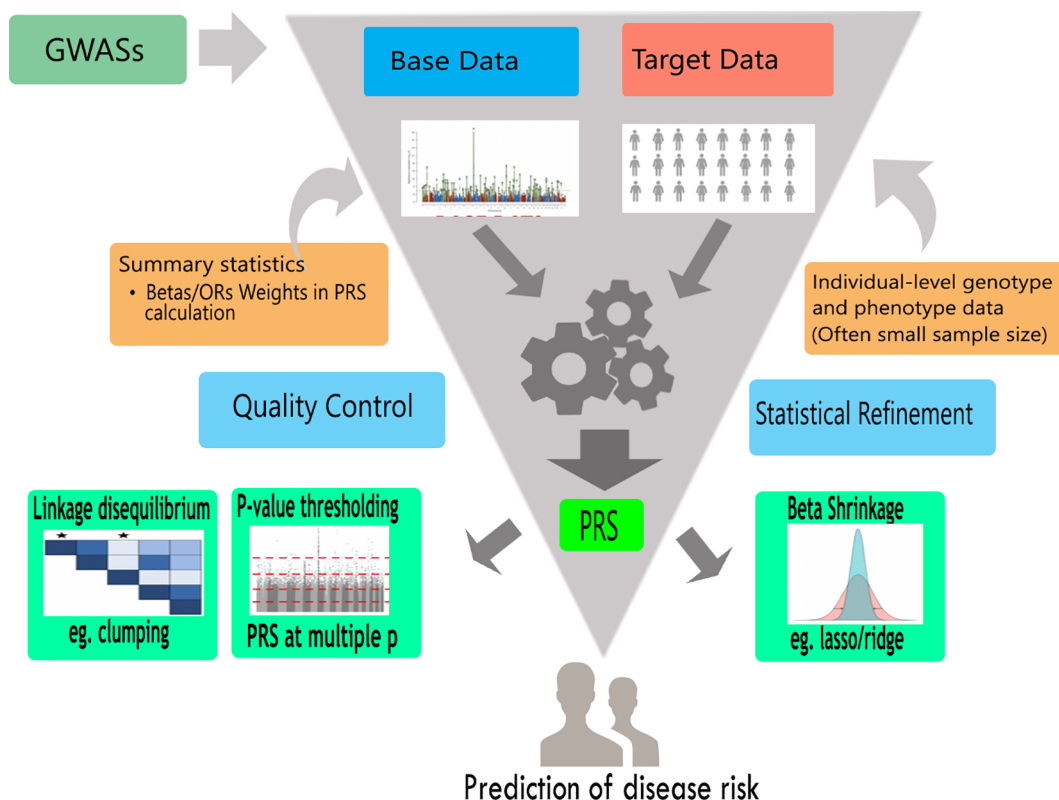 GWASs
Base Data
Target Data
Summary statistics
• Betas/ORs Weights in PRS
calculation
Individual-level genotype
and phenotype data
(Often small sample size)
Quality Control
Statistical Refinement
Linkage disequilibrium
eg. clumping
P-value thresholding
PRS at multiple p
PRS
Beta Shrinkage
eg. lasso/ridge
Prediction of disease risk